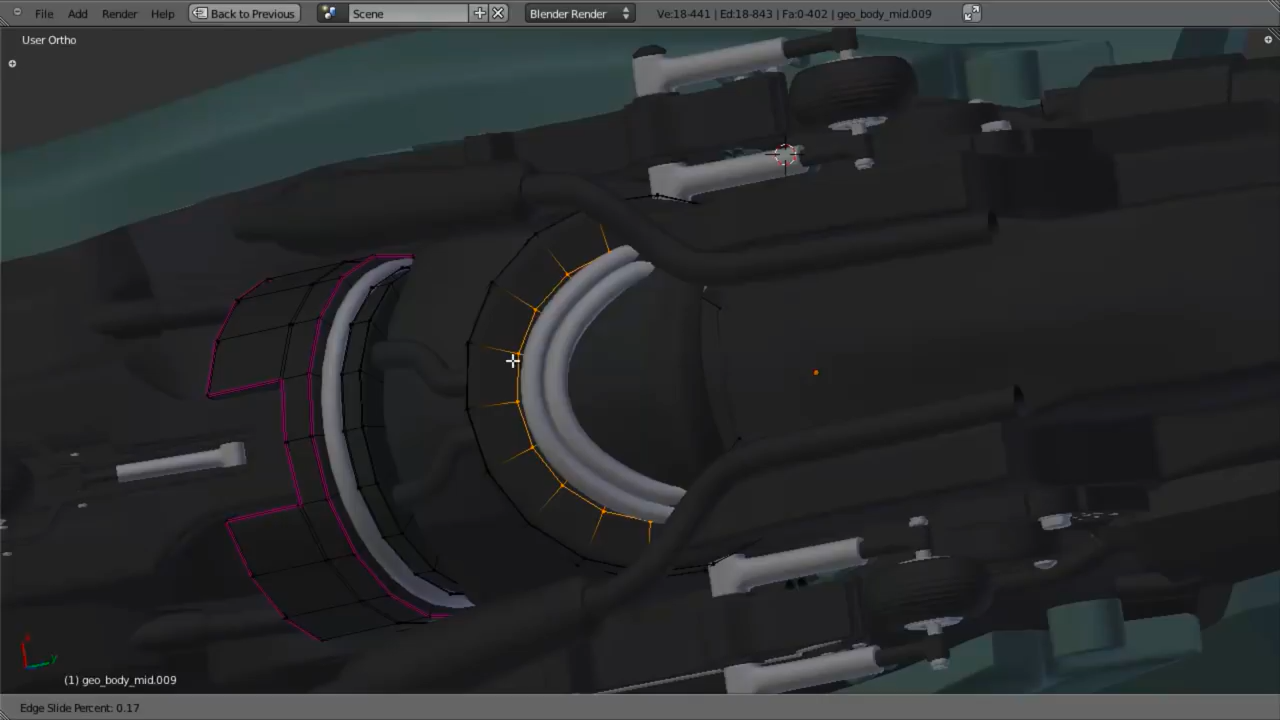 File Add Render Help Back to Previous Scene Blender Render Ve:18-441 | Ed:18-843 | Fa:0-402 | geo_body_mid.009
User Ortho
y
(1) geo_body_mid.009
Edge Slide Percent: 0.17